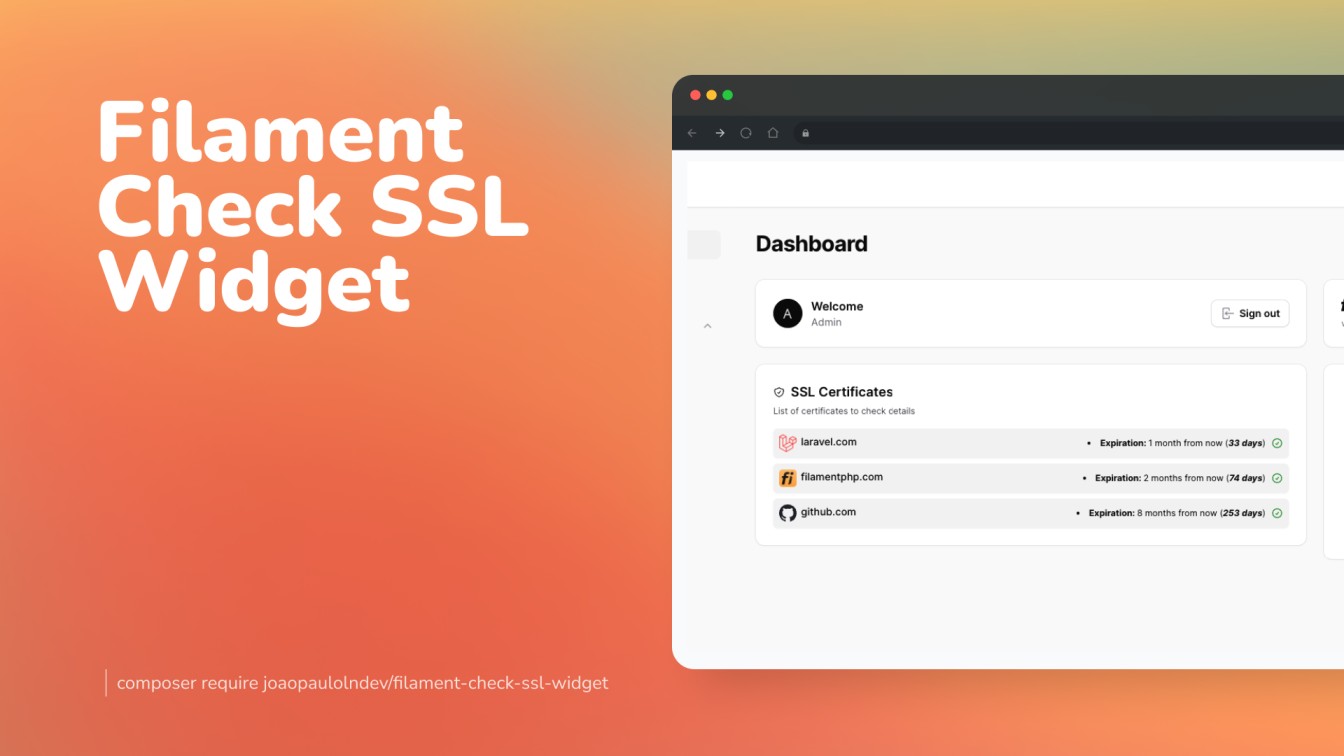 Filament
Check SSL
Widget
composer require joaopaulolndev/filament-check-ssl-widget
Dashboard
A
Welcome
Admin
Sign out
SSL Certificates
List of certificates to check cetails
laravel.com
• Expiration: 1 month from now (33 days)
fi
filamentphp.com
• Expiration: 2 months from now (74 days)
github.com
• Expiration: 8 months from now (253 days)